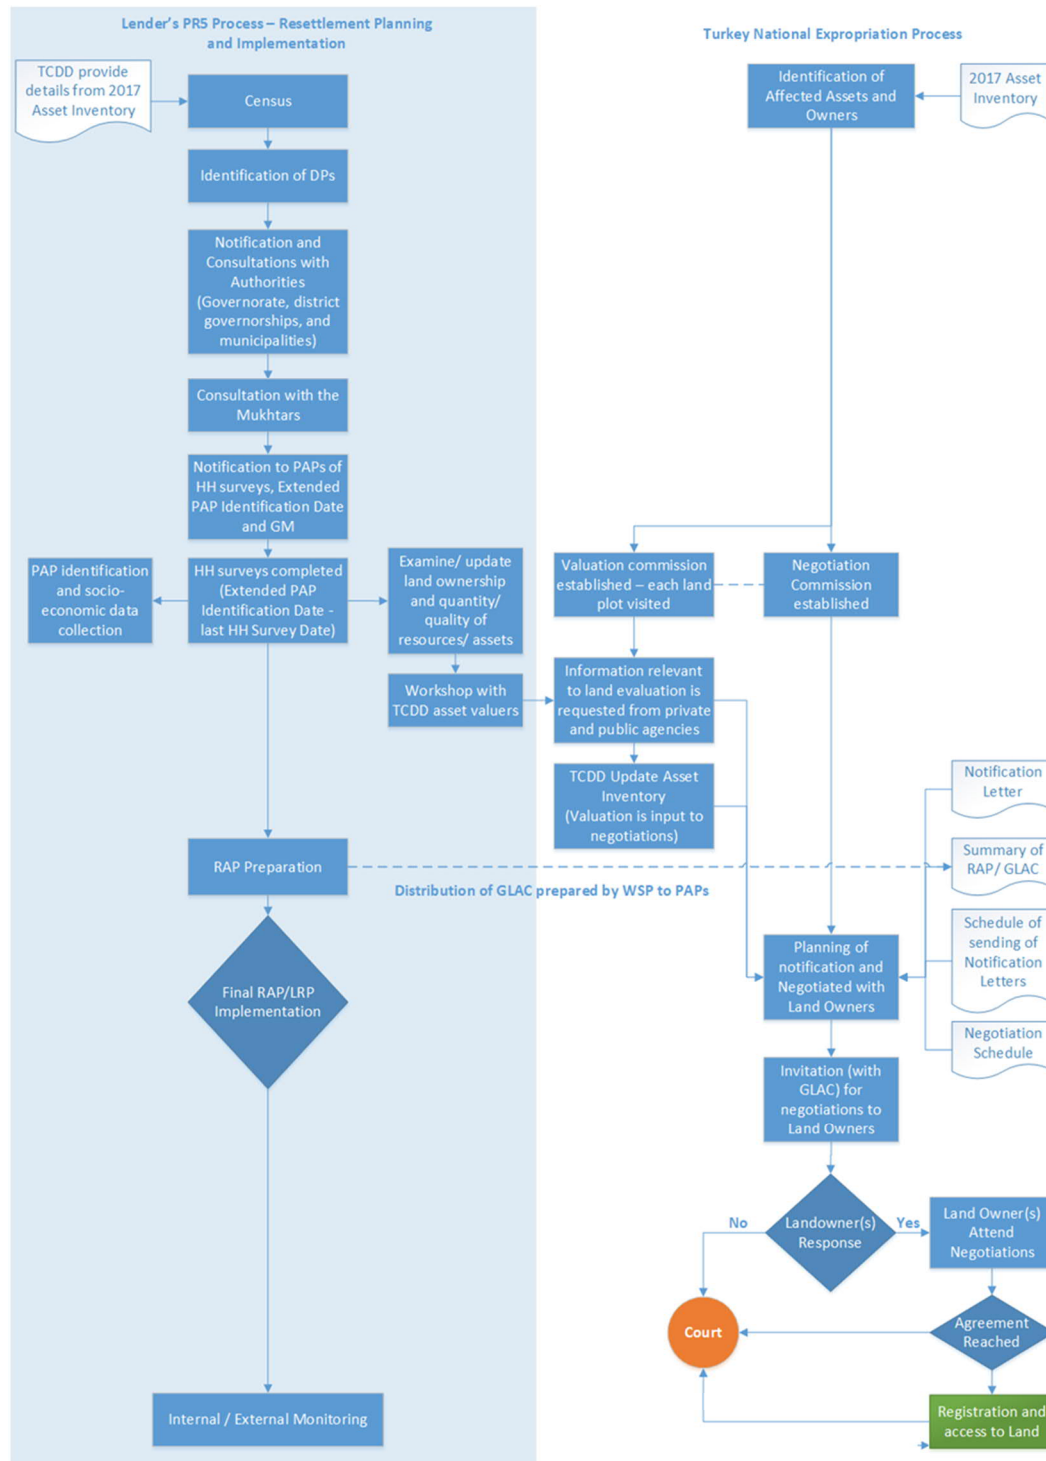 Lender's PR5 Process – Resettlement Planning
and Implementation
TCDD provide
details from 2017
Asset Inventory
Census
Identification of DPs
Notification and
Consultations with
Authorities
(Governorate, district
governorships, and
municipalities)
Consultation with the
Mukhtars
Notification to PAPs of
HH surveys, Extended
PAP Identification Date
and GM
PAP identification
and socio-
economic data
collection
HH surveys completed
(Extended PAP
Identification Date -
last HH Survey Date)
Examine/ update
land ownership
and quantity/
quality of
resources/ assets
Workshop with
TCDD asset valuers
RAP Preparation
Distribution of GLAC prepared by WSP to PAPs
Final RAP/LRP
Implementation
Internal / External Monitoring
Turkey National Expropriation Process
Identification of
Affected Assets and
Owners
2017 Asset
Inventory
Valuation commission
established – each land
plot visited
Negotiation
Commission
established
Information relevant
to land evaluation is
requested from private
and public agencies
TCDD Update Asset
Inventory
(Valuation is input to
negotiations)
Notification
Letter
Summary of
RAP/ GLAC
Schedule of
sending of
Notification
Letters
Negotiation
Schedule
Planning of
notification and
Negotiated with
Land Owners
Invitation (with
GLAC) for
negotiations to
Land Owners
Landowner(s)
Response
No
Yes
Land Owner(s)
Attend
Negotiations
Agreement
Reached
Court
Registration and
access to Land